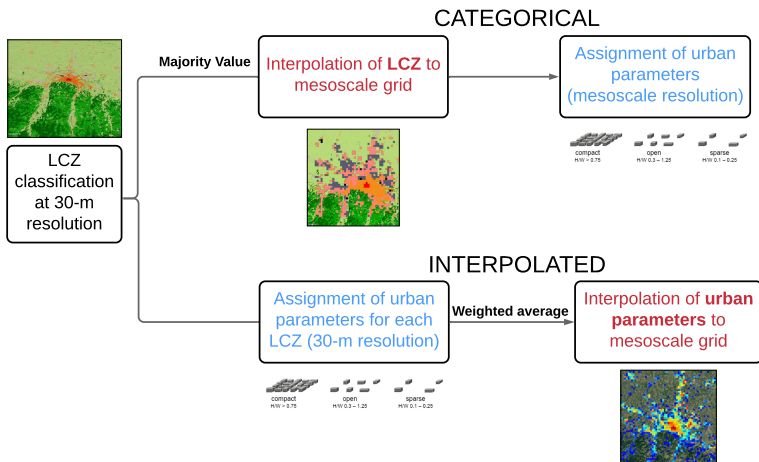 CATEGORICAL
Majority Value
Interpolation of LCZ to
mesoscale grid
Assignment of urban
parameters
(mesoscale resolution)
compact
H/W > 0.75
open
H/W 0.3 – 1.25
sparse
H/W 0.1 – 0.25
LCZ
classification
at 30-m
resolution
INTERPOLATED
Assignment of urban
parameters for each
LCZ (30-m resolution)
Weighted average
Interpolation of urban
parameters to
mesoscale grid
compact
H/W > 0.75
open
H/W 0.3 – 1.25
sparse
H/W 0.1 – 0.25